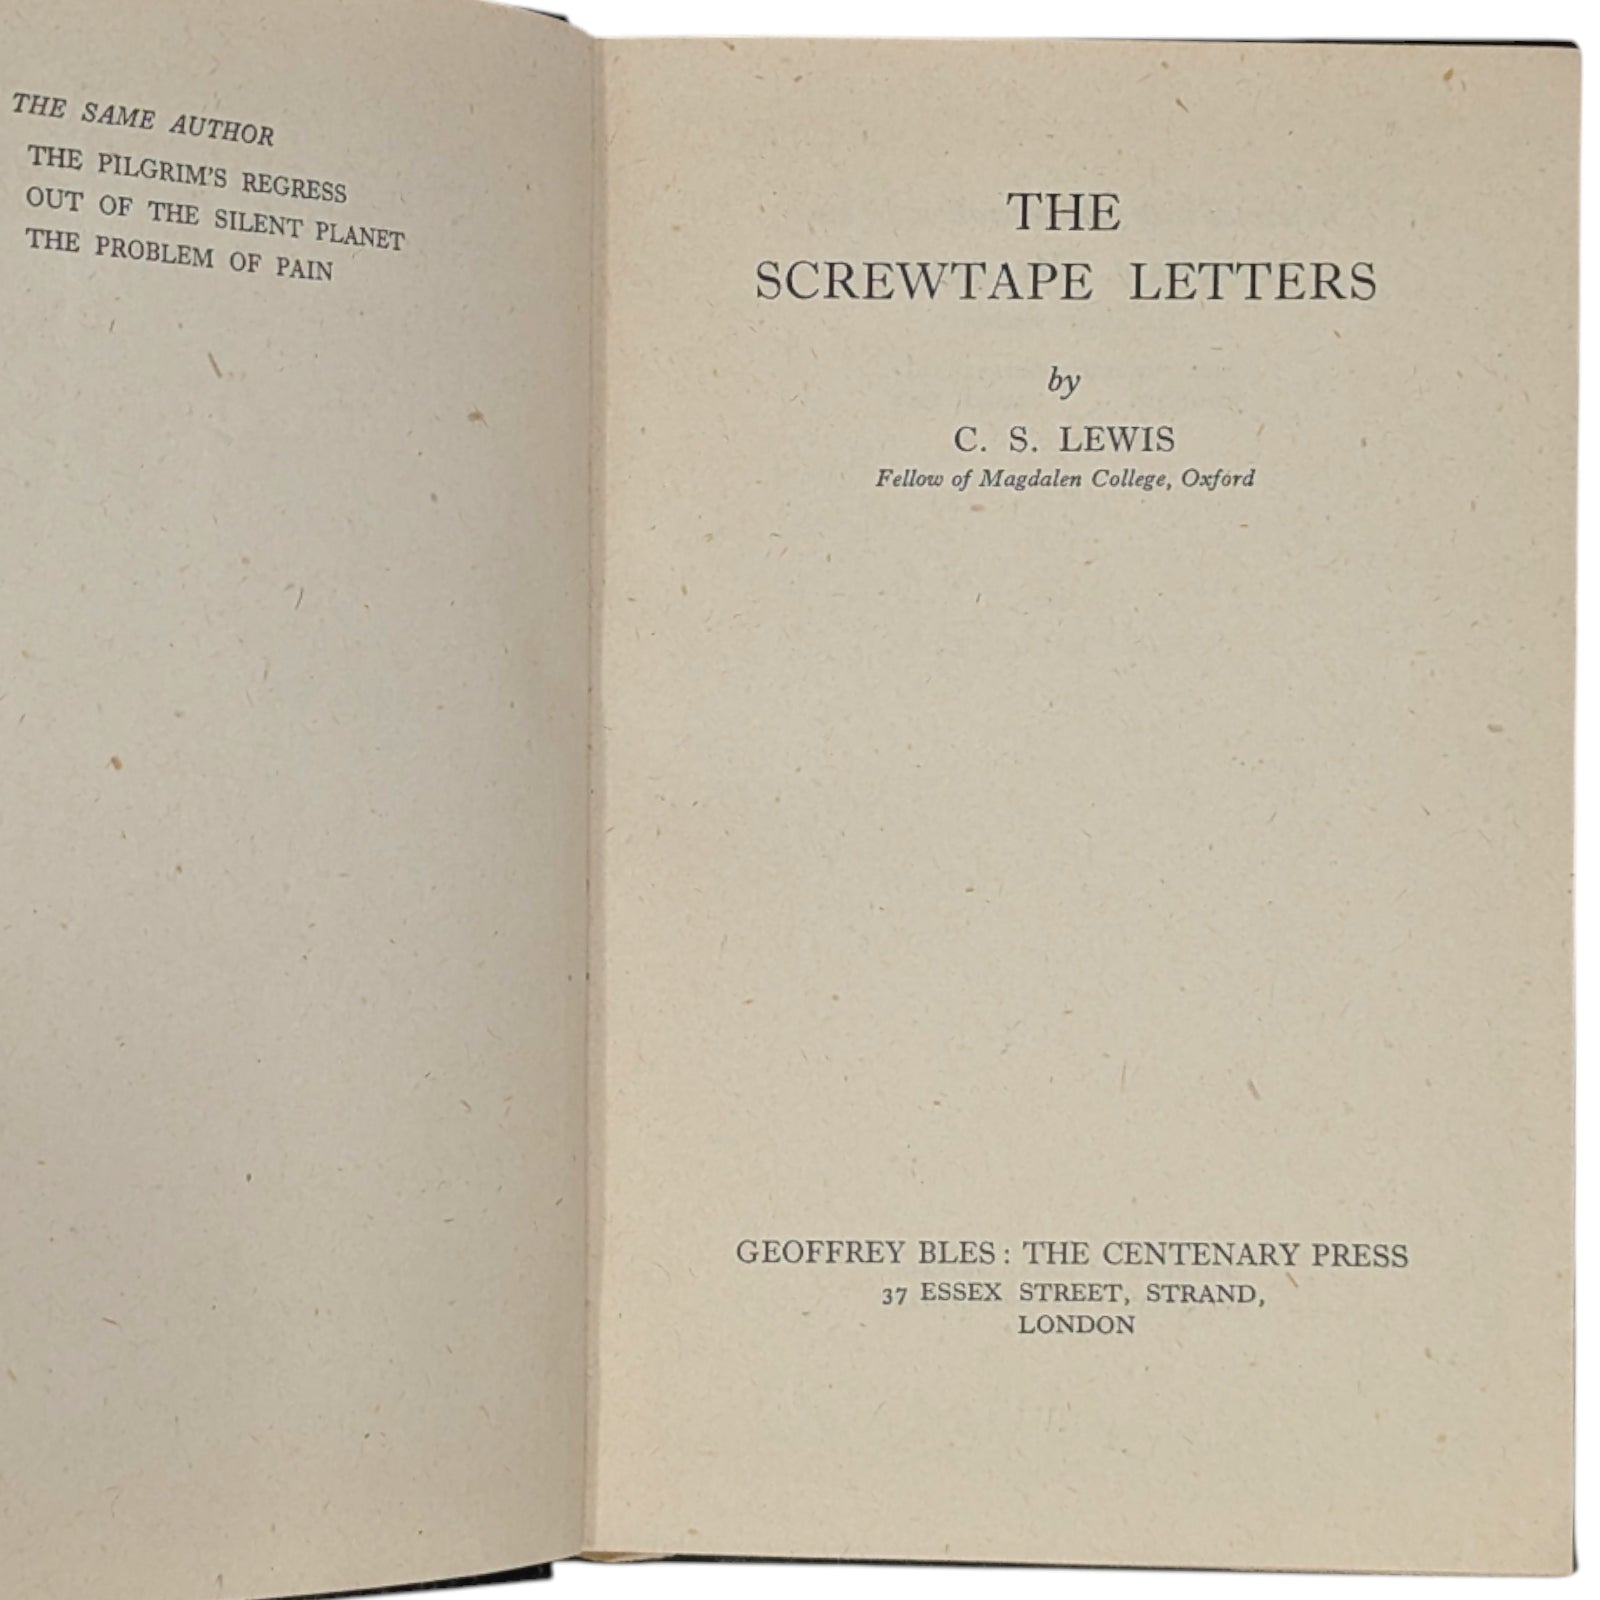 THE SAME AUTHOR
THE PILGRIM'S REGRESS
OUT OF THE SILENT PLANET
THE PROBLEM OF PAIN
THE
SCREWTAPE LETTERS
by
C. S. LEWIS
Fellow of Magdalen College, Oxford
GEOFFREY BLES: THE CENTENARY PRESS
37 ESSEX STREET, STRAND,
LONDON